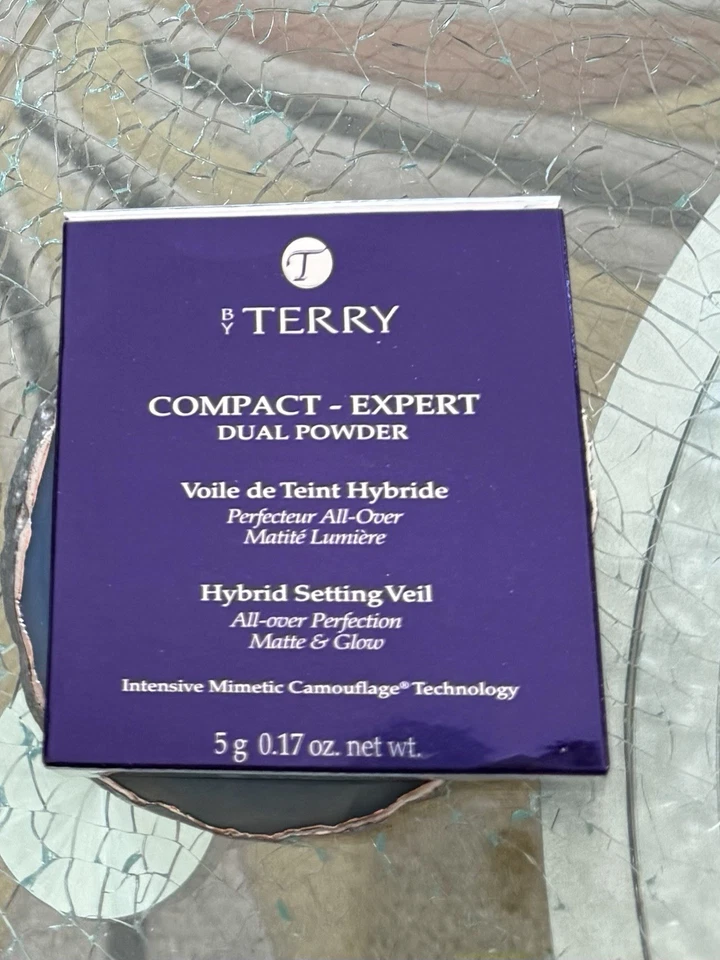 T
BY TERRY
COMPACT - EXPERT
DUAL POWDER
Voile de Teint Hybride
Perfecteur All-Over
Matité Lumière
Hybrid Setting Veil
All-over Perfection
Matte & Glow
Intensive Mimetic Camouflage® Technology
5 g 0.17 oz. net wt.